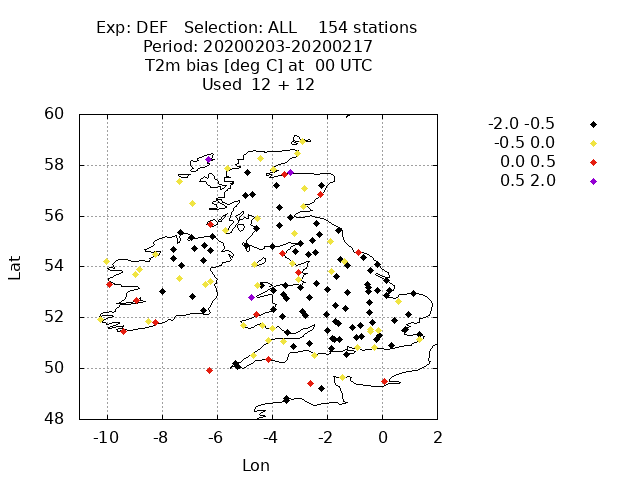 Exp: DEF   Selection: ALL    154 stations
Period: 20200203-20200217
T2m bias [deg C] at  00 UTC
Used  12 + 12
-2.0 -0.5
-0.5 0.0
0.0 0.5
0.5 2.0
60
58
56
54
52
50
48
Lat
-10 -8 -6 -4 -2 0 2
Lon